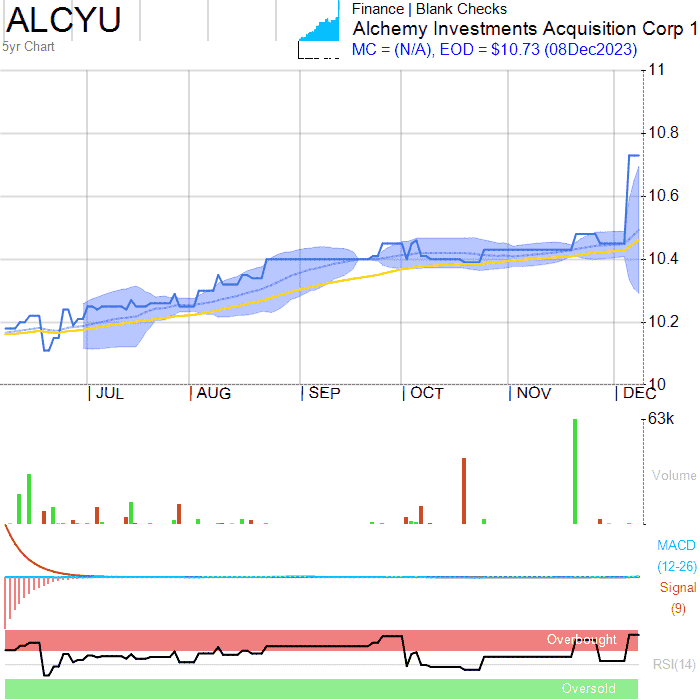 ALCYU
5yr Chart
Finance | Blank Checks
Alchemy Investments Acquisition Corp 1
MC = (N/A), EOD = $10.73 (08Dec2023)
11
10.8
10.6
10.4
10.2
10
JUL AUG SEP OCT NOV DEC
63k
Volume
MACD
(12-26)
Signal
(9)
Overbought
RSI(14)
Oversold